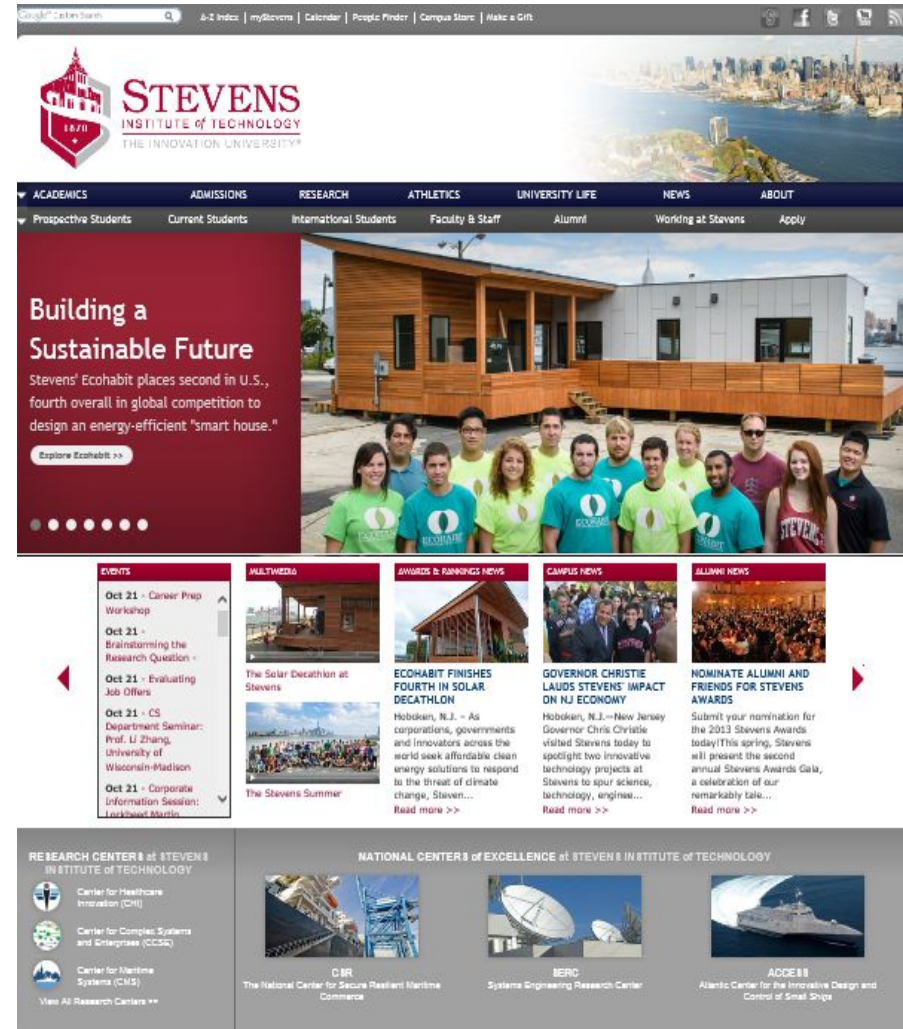 Google™ Custom Search
A-Z Index | myStevens | Calendar | People Finder | Campus Store | Make a Gift
1870
STEVENS
INSTITUTE of TECHNOLOGY
THE INNOVATION UNIVERSITY®
ACADEMICS ADMISSIONS RESEARCH ATHLETICS UNIVERSITY LIFE NEWS ABOUT
Prospective Students Current Students International Students Faculty & Staff Alumni Working at Stevens Apply
Building a
Sustainable Future
Stevens' Ecohabit places second in U.S.,
fourth overall in global competition to
design an energy-efficient "smart house."
Explore Ecohabit >>
ECOHABIT
ECOHABIT
STEVENS
EVENTS
Oct 21 - Career Prep
Workshop
Oct 21 -
Brainstorming the
Research Question -
Oct 21 - Evaluating
Job Offers
Oct 21 - CS
Department Seminar:
Prof. Li Zhang,
University of
Wisconsin-Madison
Oct 21 - Corporate
Information Session:
Lockheed Martin
MULTIMEDIA
The Solar Decathlon at
Stevens
The Stevens Summer
AWARDS & RANKINGS NEWS
ECOHABIT FINISHES
FOURTH IN SOLAR
DECATHLON
Hoboken, N.J. – As
corporations, governments
and innovators across the
world seek affordable clean
energy solutions to respond
to the threat of climate
change, Steven...
Read more >>
CAMPUS NEWS
GOVERNOR CHRISTIE
LAUDS STEVENS' IMPACT
ON NJ ECONOMY
Hoboken, N.J.—New Jersey
Governor Chris Christie
visited Stevens today to
spotlight two innovative
technology projects at
Stevens to spur science,
technology, enginee...
Read more >>
ALUMNI NEWS
NOMINATE ALUMNI AND
FRIENDS FOR STEVENS
AWARDS
Submit your nomination for
the 2013 Stevens Awards
today!This spring, Stevens
will present the second
annual Stevens Awards Gala,
a celebration of our
remarkably tale...
Read more >>
RESEARCH CENTERS at STEVENS
INSTITUTE of TECHNOLOGY
Center for Healthcare
Innovation (CHI)
Center for Complex Systems
and Enterprises (CCSE)
Center for Maritime
Systems (CMS)
View All Research Centers >>
NATIONAL CENTERS of EXCELLENCE at STEVENS INSTITUTE of TECHNOLOGY
CSR
The National Center for Secure Resilient Maritime
Commerce
SERC
Systems Engineering Research Center
ACCESS
Atlantic Center for the Innovative Design and
Control of Small Ships